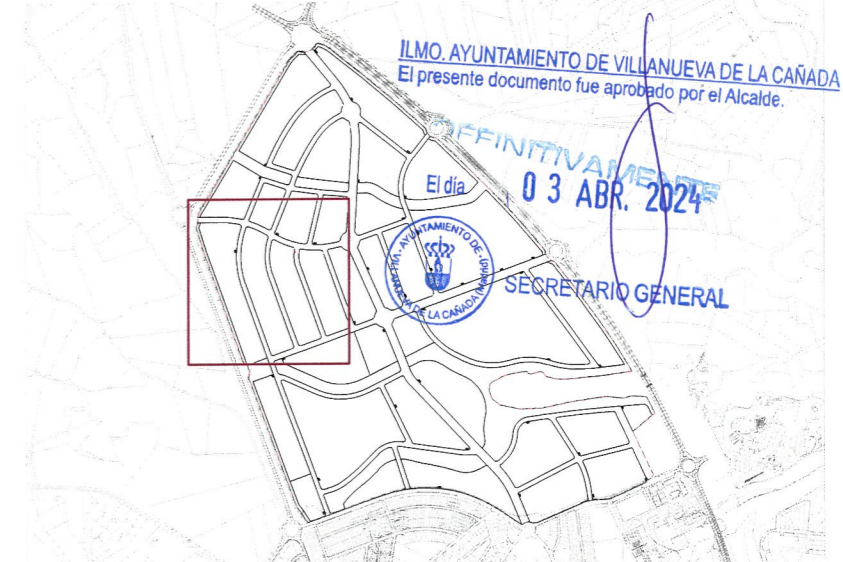 ILMO. AYUNTAMIENTO DE VILLANUEVA DE LA CAÑADA
El presente documento fue aprobado por el Alcalde.
DEFINITIVAMENTE
El día
0 3 ABR. 2024
AYUNTAMIENTO DE VILLANUEVA DE LA CAÑADA (Madrid)
SECRETARIO GENERAL